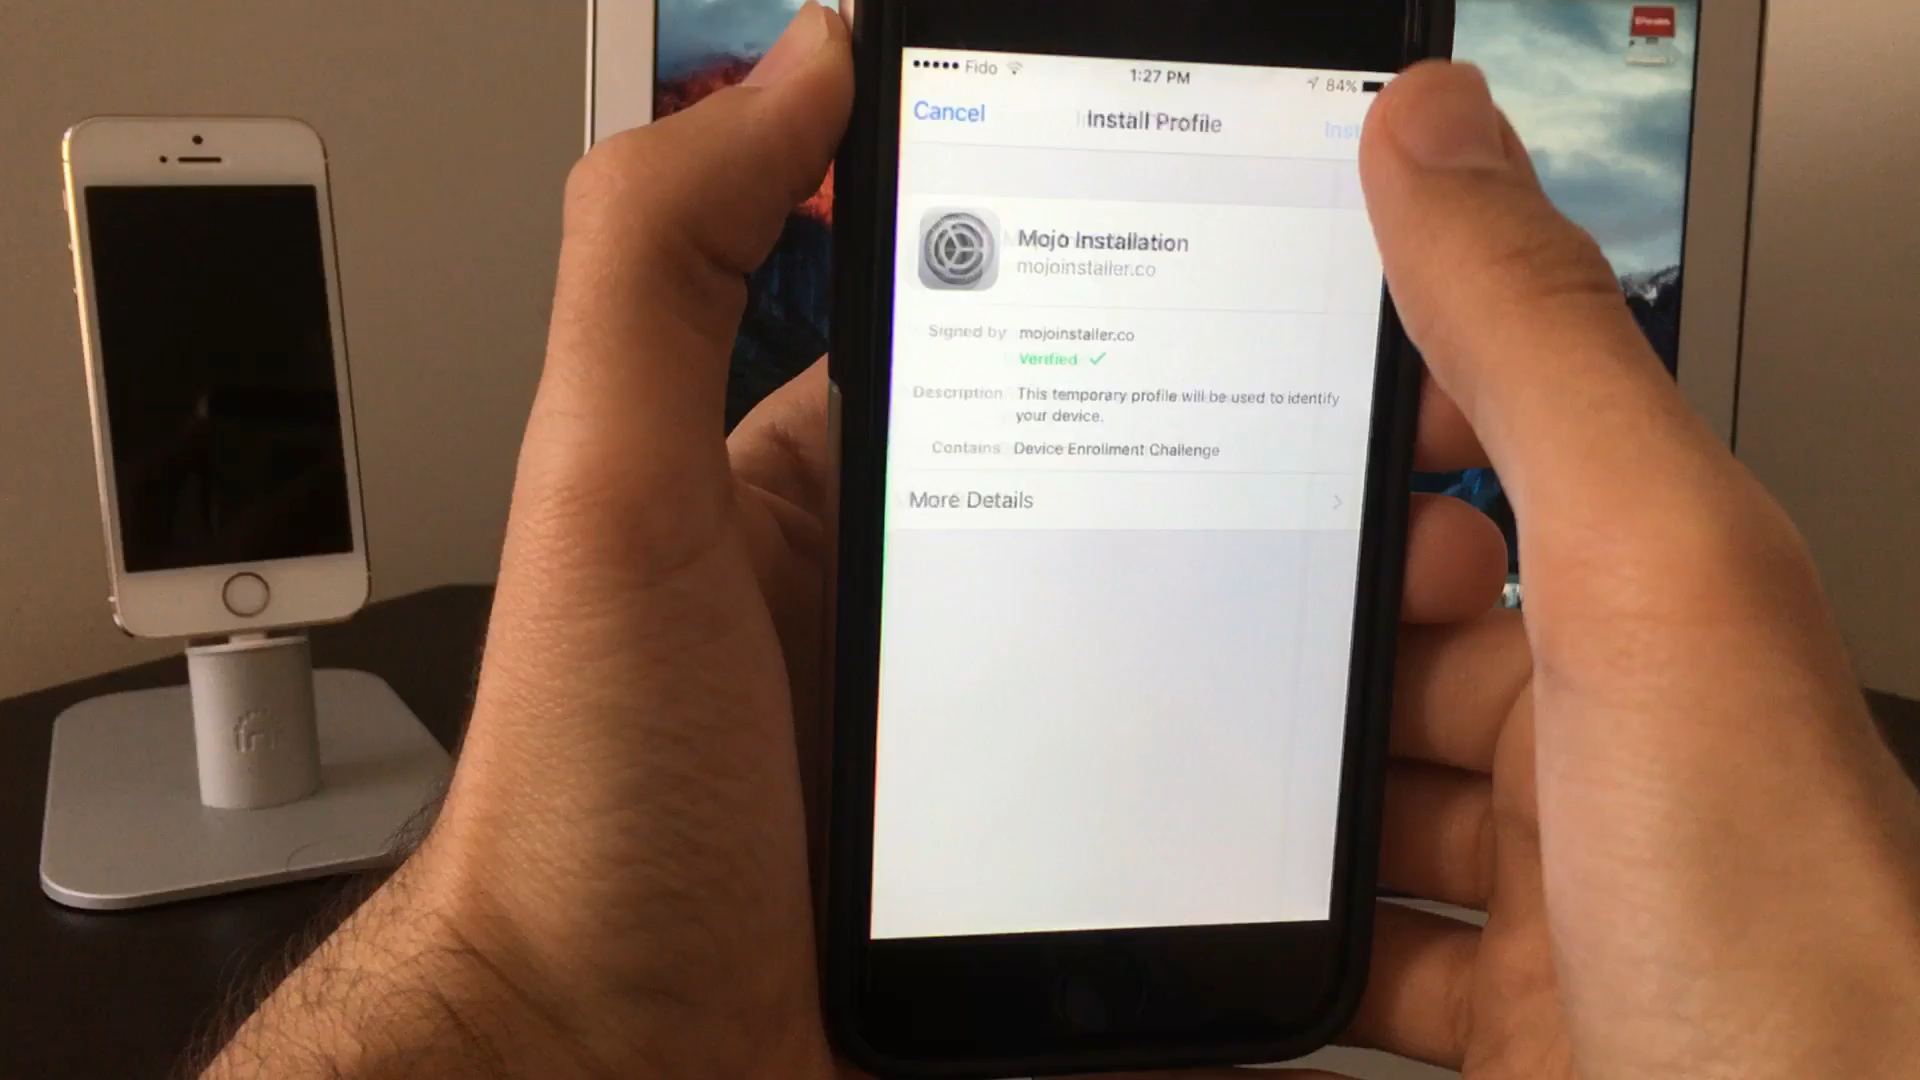 Fido 1:27 PM 84%
Cancel Install Profile Inst
Mojo Installation
mojoinstaller.co
Signed by mojoinstaller.co
Verified
Description This temporary profile will be used to identify
your device.
Contains Device Enrollment Challenge
More Details